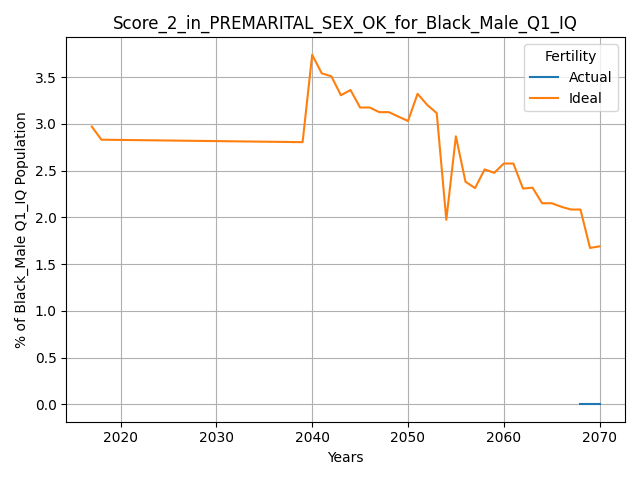 Score_2_in_PREMARITAL_SEX_OK_for_Black_Male_Q1_IQ
Fertility
Actual
Ideal
% of Black_Male Q1_IQ Population
3.5
3.0
2.5
2.0
1.5
1.0
0.5
0.0
2020 2030 2040 2050 2060 2070
Years